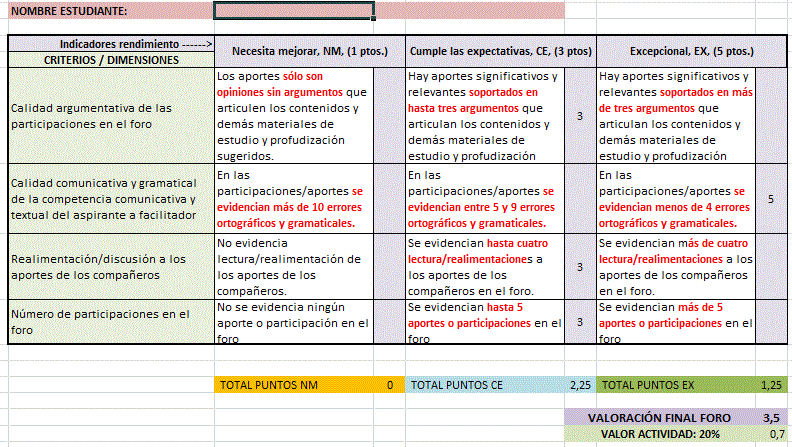 NOMBRE ESTUDIANTE:
Indicadores rendimiento ------>
CRITERIOS / DIMENSIONES
Necesita mejorar, NM, (1 ptos.)
Cumple las expectativas, CE, (3 ptos)
Excepcional, EX, (5 ptos.)
Calidad argumentativa de las
participaciones en el foro
Los aportes sólo son
opiniones sin argumentos que
articulen los contenidos y
demás materiales de
estudio y profudización
sugeridos.
Hay aportes significativos y
relevantes soportados en
hasta tres argumentos que
articulan los contenidos y
demás materiales de
estudio y profudización
3
Hay aportes significativos y
relevantes soportados en más
de tres argumentos que
articulan los contenidos y
demás materiales de
estudio y profudización
Calidad comunicativa y gramatical
de la competencia comunicativa y
textual del aspirante a facilitador
En las
participaciones/aportes se
evidencian más de 10 errores
ortográficos y gramaticales.
En las
participaciones/aportes se
evidencian entre 5 y 9 errores
ortográficos y gramaticales.
En las
participaciones/aportes se
evidencian menos de 4 errores
ortográficos y gramaticales.
5
Realimentación/discusión a los
aportes de los compañeros
No evidencia
lectura/realimentación de
los aportes de los
compañeros.
Se evidencian hasta cuatro
lectura/realimentaciones a
los aportes de los
compañeros en el foro.
3
Se evidencian más de cuatro
lectura/realimentaciones a los
aportes de los compañeros
en el foro.
Número de participaciones en el
foro
No se evidencia ningún
aporte o participación en el
foro
Se evidencian hasta 5
aportes o participaciones en el
foro
3
Se evidencian más de 5
aportes o participaciones
en el foro
TOTAL PUNTOS NM 0
TOTAL PUNTOS CE 2,25
TOTAL PUNTOS EX 1,25
VALORACIÓN FINAL FORO 3,5
VALOR ACTIVIDAD: 20% 0,7